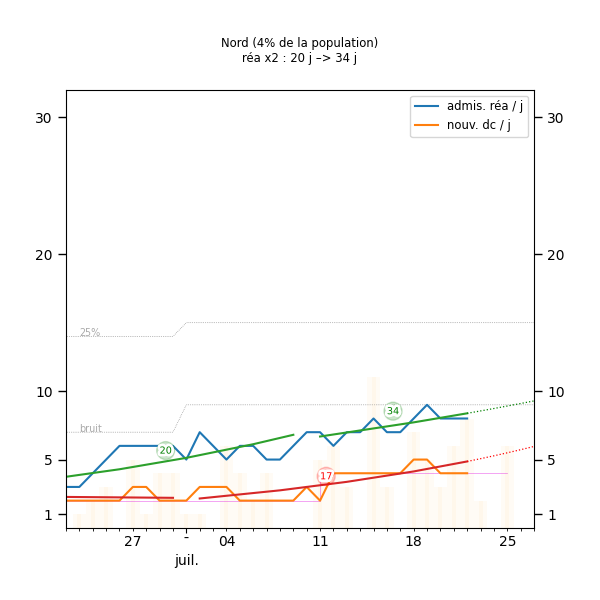 Nord (4% de la population)
réa x2 : 20 j –> 34 j
admis. réa / j
nouv. dc / j
30 30
20 20
25%
10 10
34
bruit
20
5 5
17
1 1
27 - 04 11 18 25
juil.